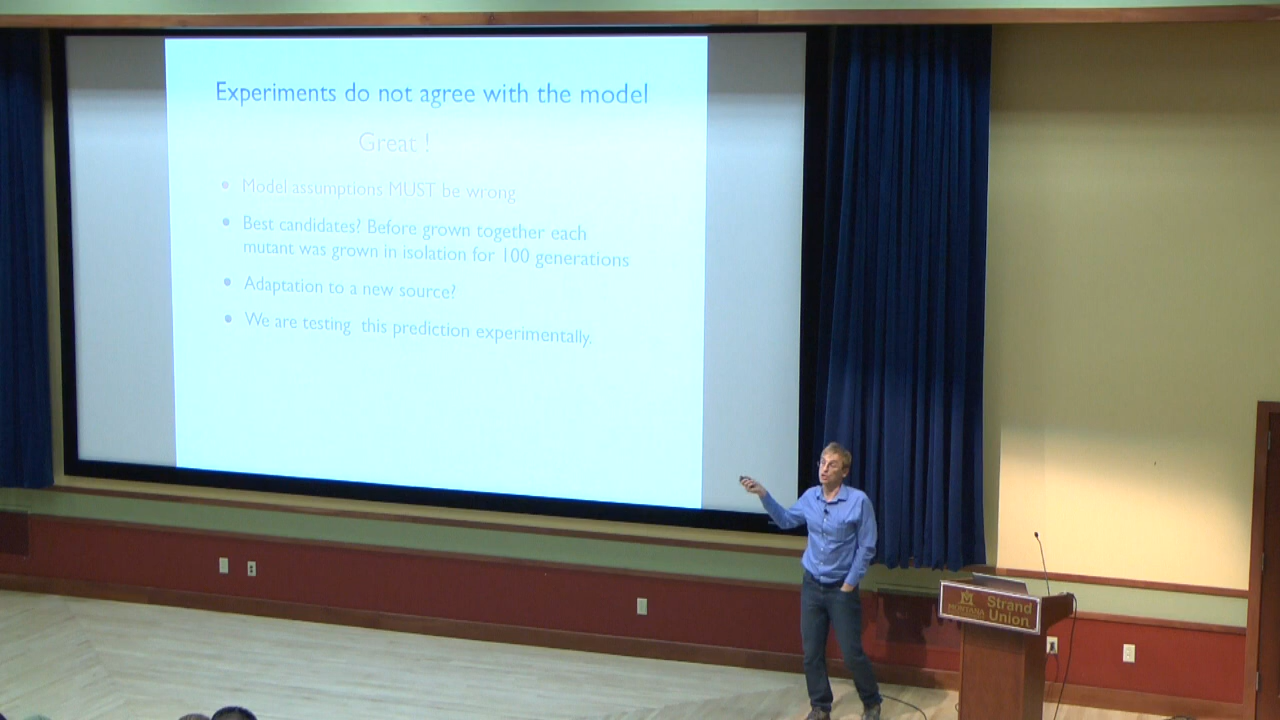 Experiments do not agree with the model
Great !
• Model assumptions MUST be wrong
• Best candidates? Before grown together each
mutant was grown in isolation for 100 generations
• Adaptation to a new source?
• We are testing this prediction experimentally.
M
MONTANA
Strand
Union